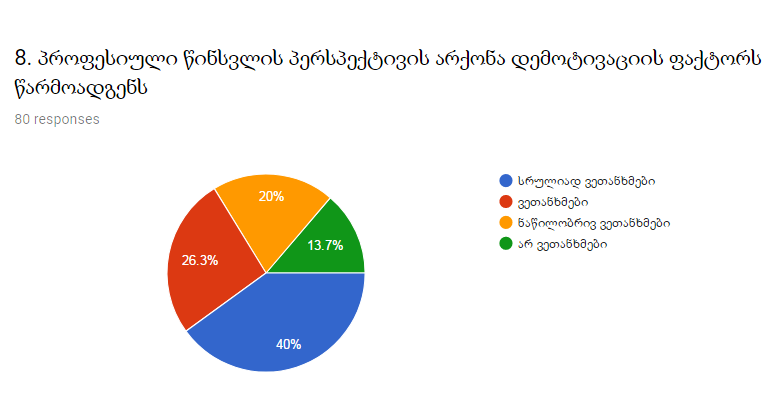 8. პროფესიული წინსვლის პერსპექტივის არქონა დემოტივაციის ფაქტორს
წარმოადგენს
80 responses
სრულიად ვეთანხმები
ვეთანხმები
ნაწილობრივ ვეთანხმები
არ ვეთანხმები
20%
13.7%
26.3%
40%